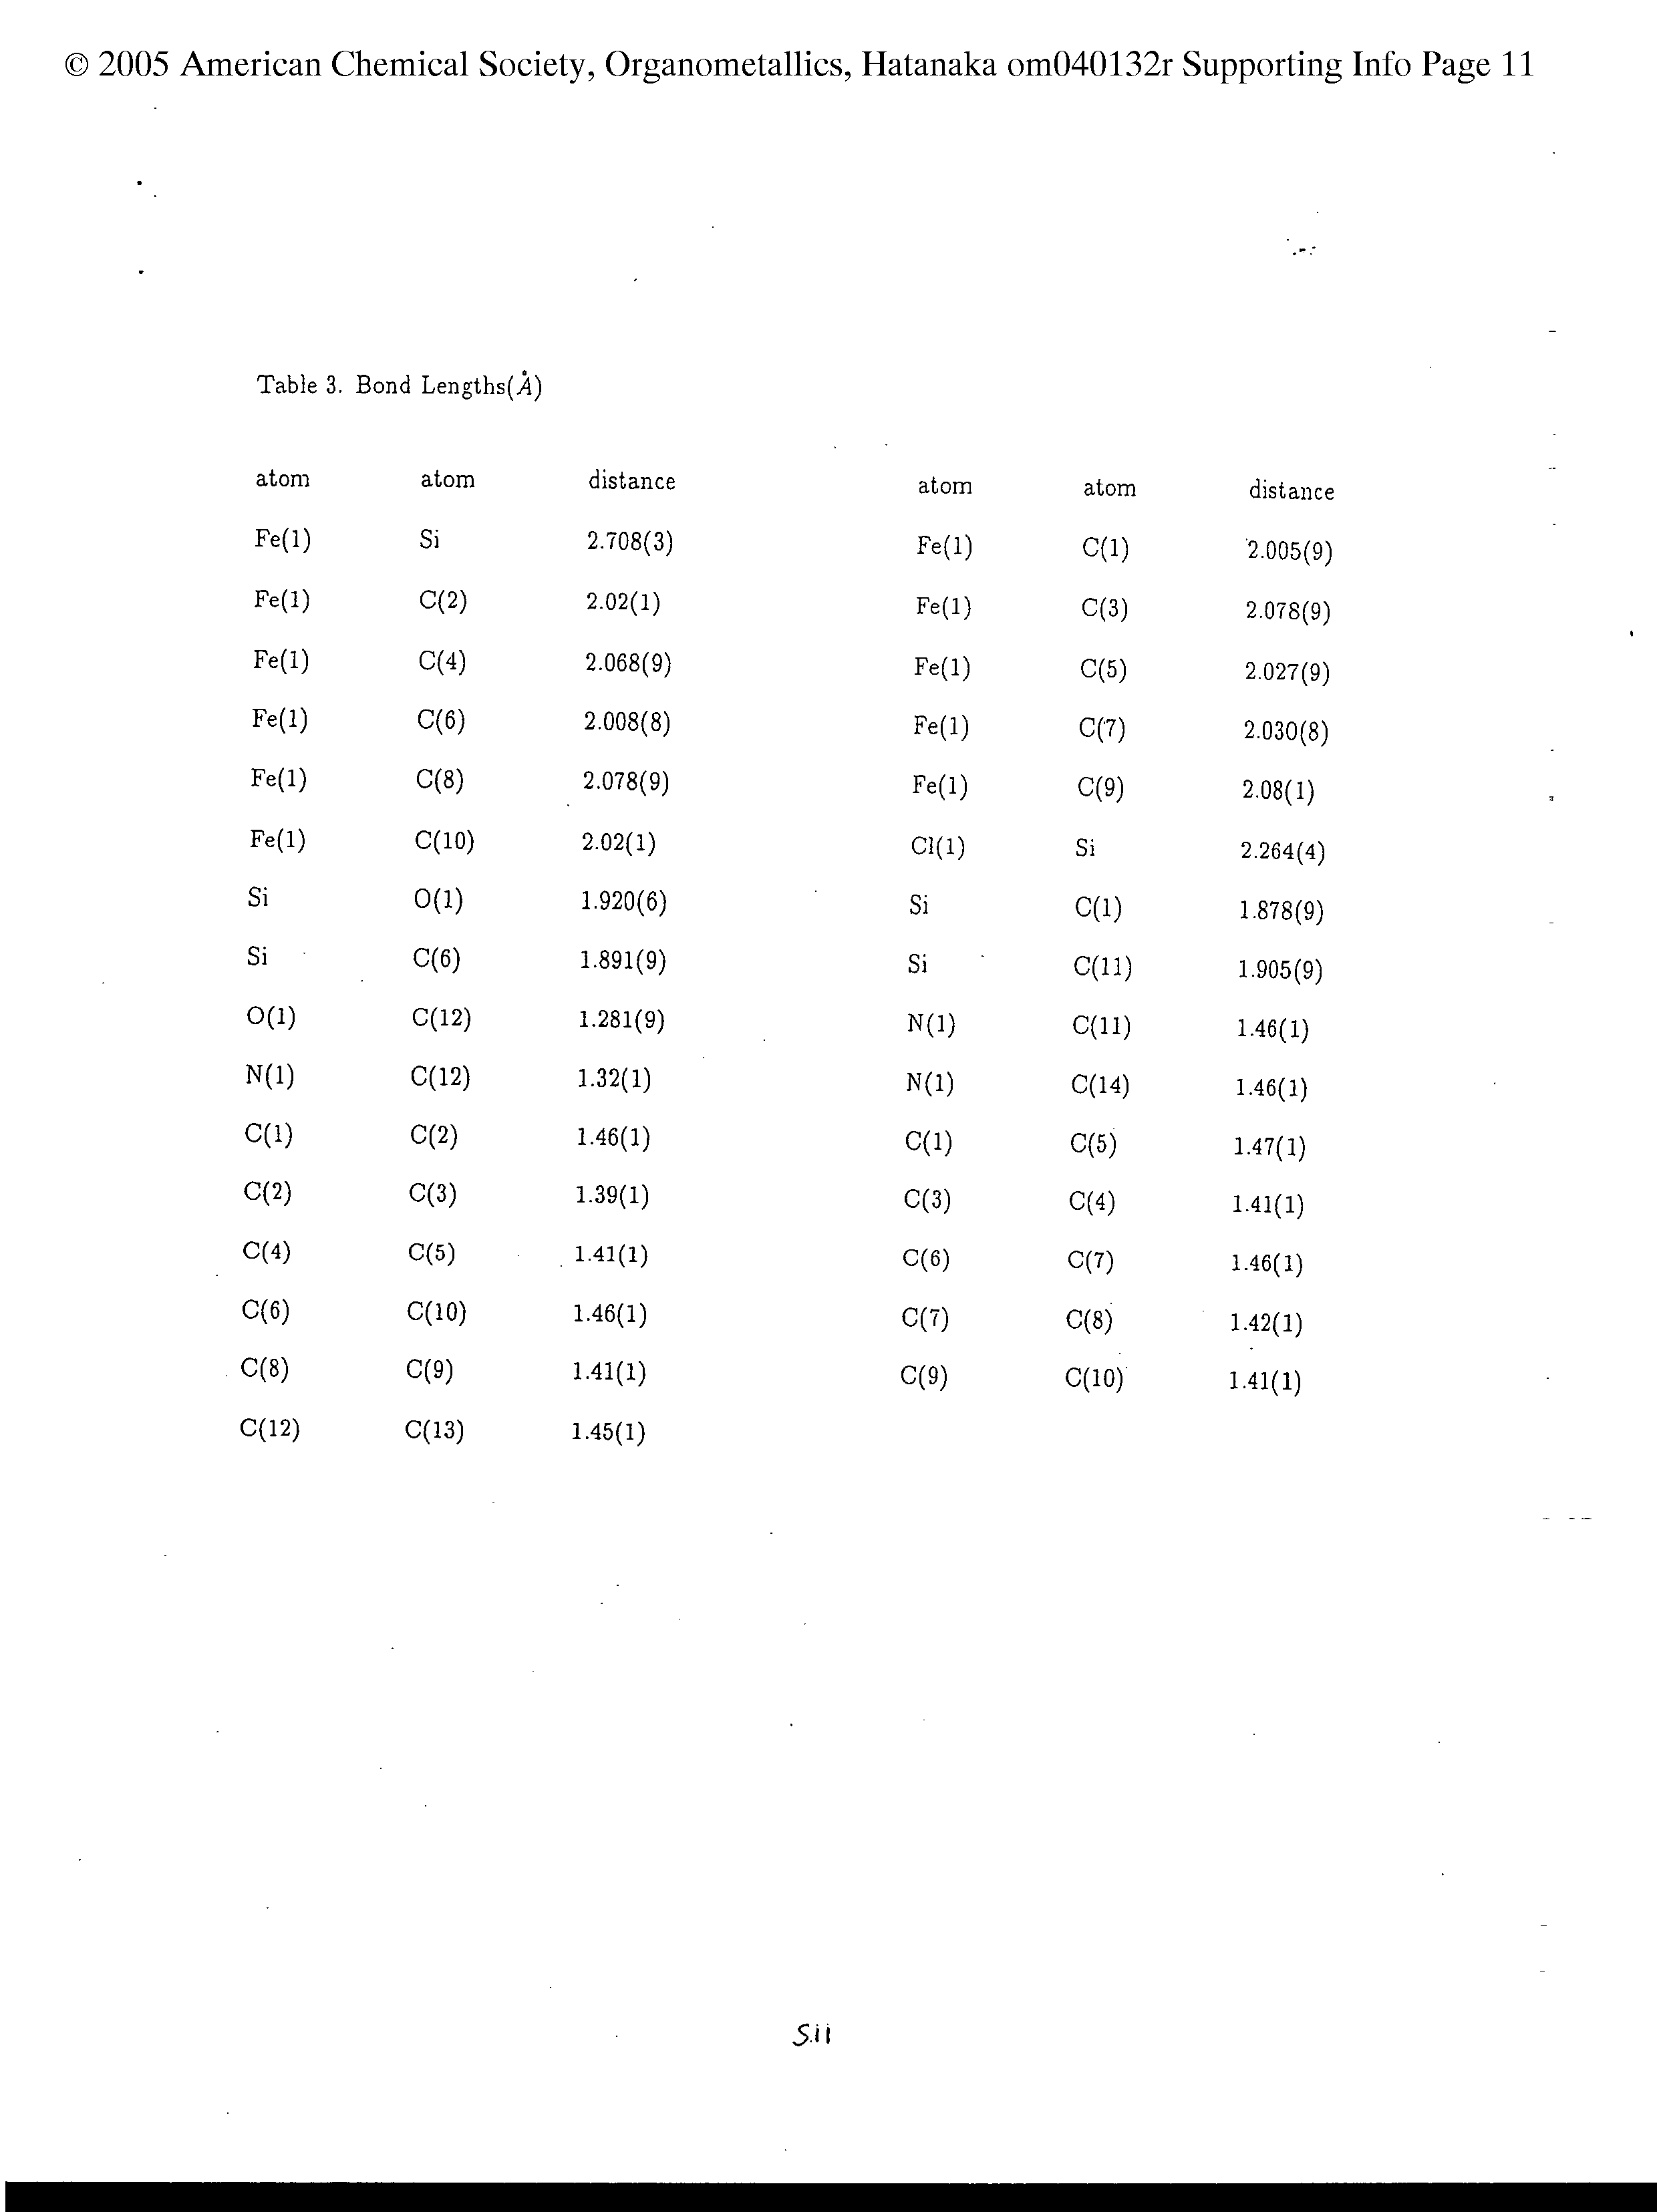 © 2005 American Chemical Society, Organometallics, Hatanaka om040132r Supporting Info Page 11
Table 3. Bond Lengths(Å)
atom atom distance atom atom distance
Fe(1) Si 2.708(3) Fe(1) C(1) 2.005(9)
Fe(1) C(2) 2.02(1) Fe(1) C(3) 2.078(9)
Fe(1) C(4) 2.068(9) Fe(1) C(5) 2.027(9)
Fe(1) C(6) 2.008(8) Fe(1) C(7) 2.030(8)
Fe(1) C(8) 2.078(9) Fe(1) C(9) 2.08(1)
Fe(1) C(10) 2.02(1) Cl(1) Si 2.264(4)
Si O(1) 1.920(6) Si C(1) 1.878(9)
Si C(6) 1.891(9) Si C(11) 1.905(9)
O(1) C(12) 1.281(9) N(1) C(11) 1.46(1)
N(1) C(12) 1.32(1) N(1) C(14) 1.46(1)
C(1) C(2) 1.46(1) C(1) C(5) 1.47(1)
C(2) C(3) 1.39(1) C(3) C(4) 1.41(1)
C(4) C(5) 1.41(1) C(6) C(7) 1.46(1)
C(6) C(10) 1.46(1) C(7) C(8) 1.42(1)
C(8) C(9) 1.41(1) C(9) C(10) 1.41(1)
C(12) C(13) 1.45(1)
S.11